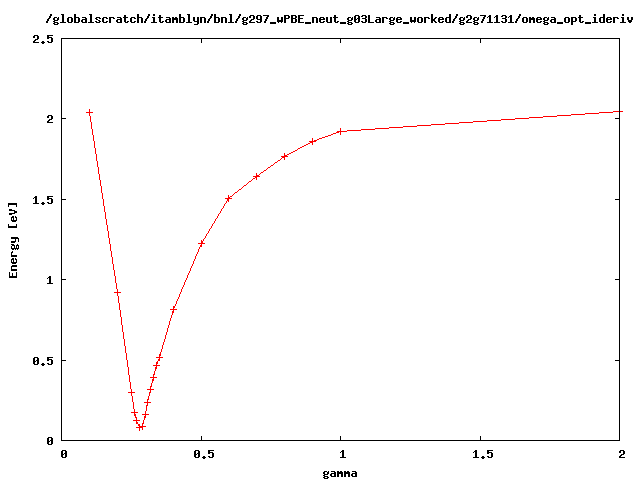 /globalscratch/itamblyn/bnl/g297_wPBE_neut_g03Large_worked/g2g71131/omega_opt_ideriv
2.5
2
1.5
1
0.5
0
Energy [eV]
0 0.5 1 1.5 2
gamma